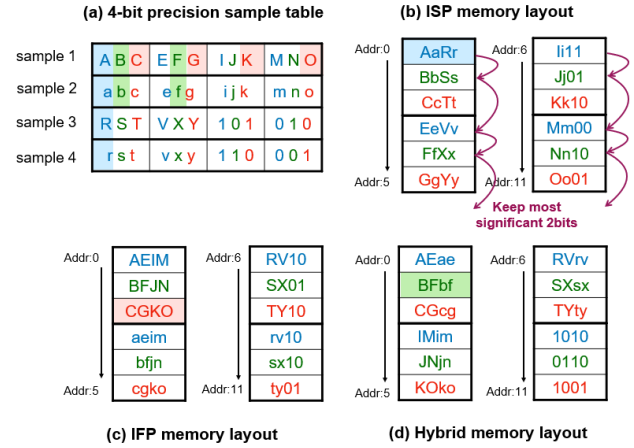 (a) 4-bit precision sample table
sample 1 A B C E F G I J K M N O
sample 2 a b c e f g i j k m n o
sample 3 R S T V X Y 1 0 1 0 1 0
sample 4 r s t v x y 1 1 0 0 0 1
(b) ISP memory layout
Addr:0
AaRr
BbSs
CcTt
EeVv
FfXx
GgYy
Addr:5
Addr:6
Ii11
Jj01
Kk10
Mm00
Nn10
Oo01
Addr:11
Keep most
significant 2bits
Addr:0
AEIM
BFJN
CGKO
aeim
bfjn
cgko
Addr:5
Addr:6
RV10
SX01
TY10
rv10
sx10
ty01
Addr:11
(c) IFP memory layout
Addr:0
AEae
BFbf
CGcg
IMim
JNjn
KOko
Addr:5
Addr:6
RVrv
SXsx
TYty
1010
0110
1001
Addr:11
(d) Hybrid memory layout